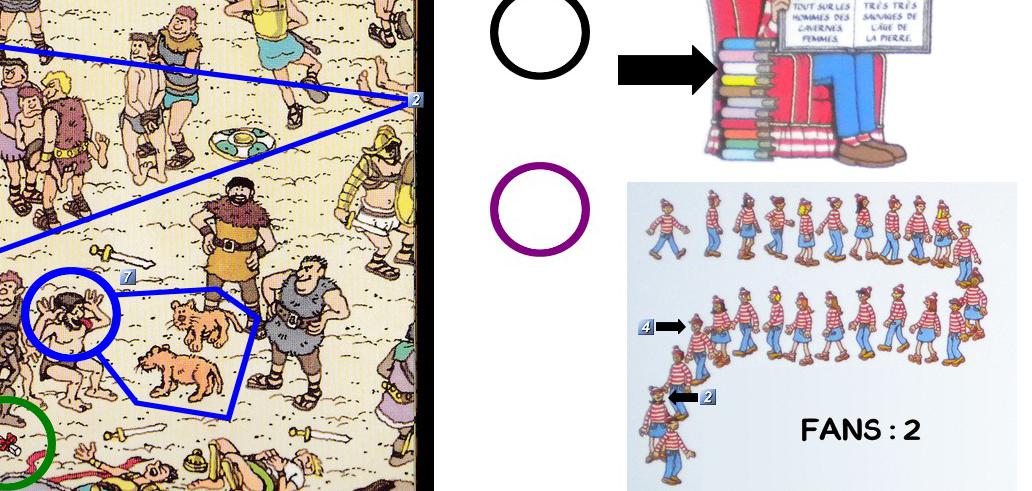 2
7
TOUT SUR LES
HOMMES DES
CAVERNES,
FEMMES,
TRÈS TRÈS
SAUVAGES DE
L'ÂGE DE
LA PIERRE.
4
2
FANS : 2